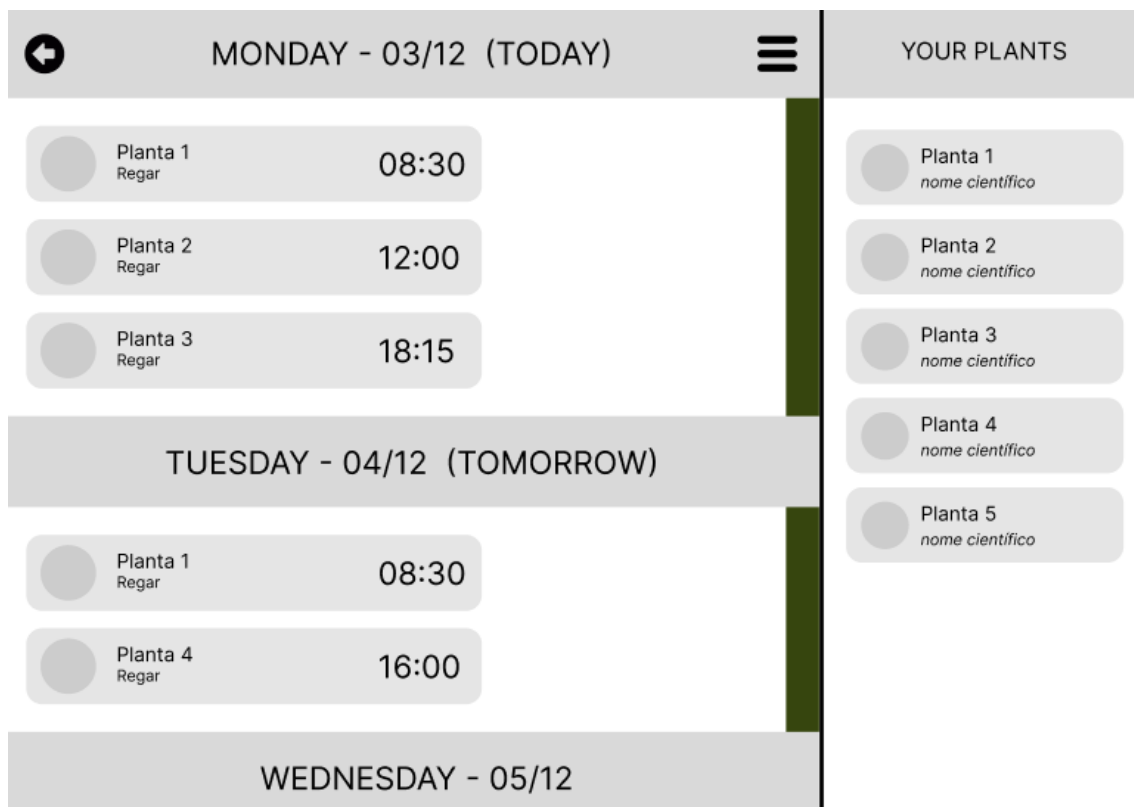 MONDAY - 03/12 (TODAY)
Planta 1
Regar
08:30
Planta 2
Regar
12:00
Planta 3
Regar
18:15
TUESDAY - 04/12 (TOMORROW)
Planta 1
Regar
08:30
Planta 4
Regar
16:00
WEDNESDAY - 05/12
YOUR PLANTS
Planta 1
nome científico
Planta 2
nome científico
Planta 3
nome científico
Planta 4
nome científico
Planta 5
nome científico